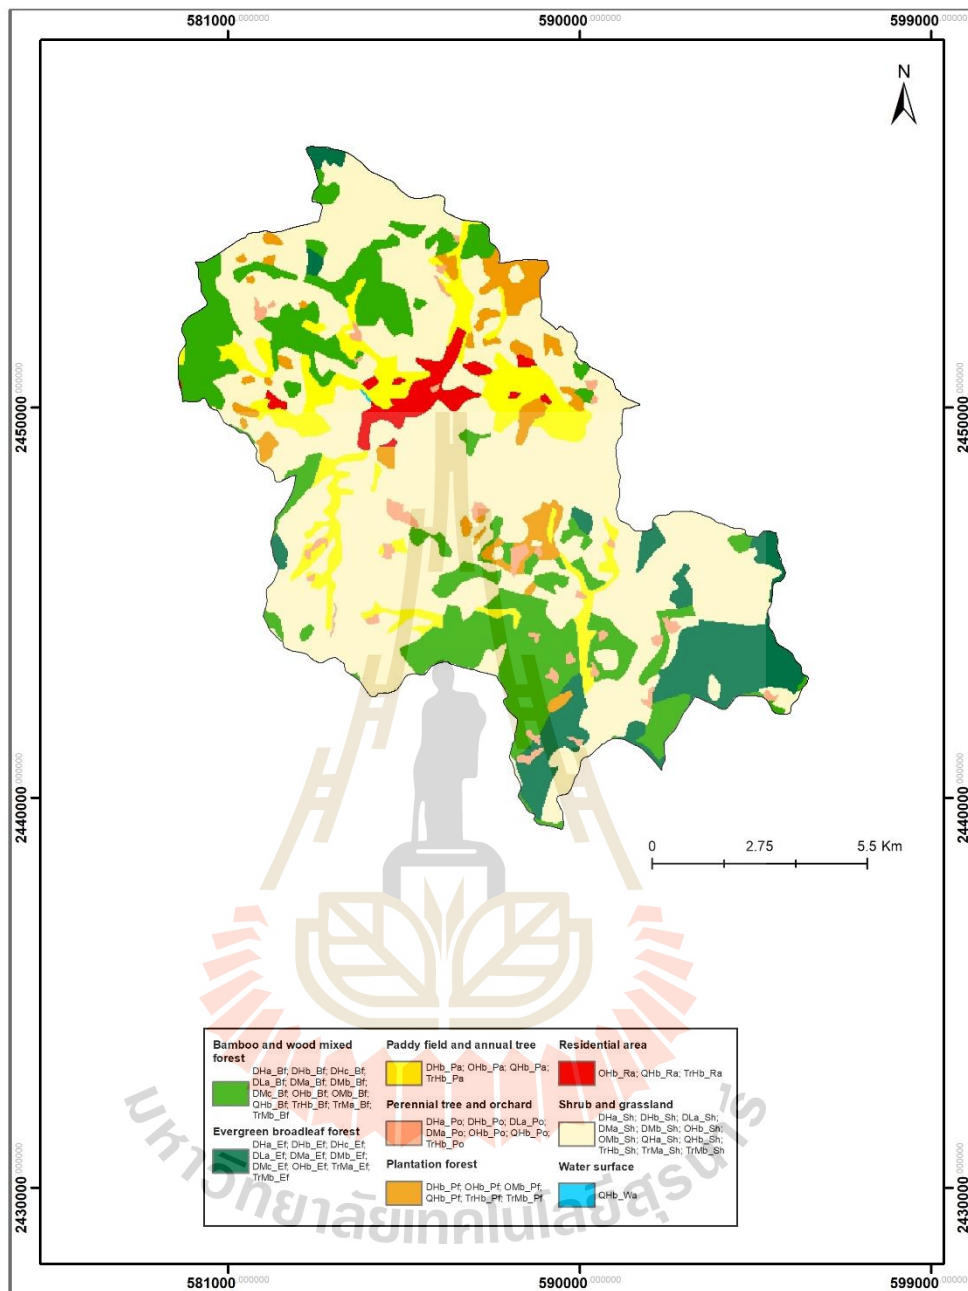 581000.000000 590000.000000 599000.000000
N
2450000.000000 2450000.000000
2440000.000000 2440000.000000
0 2.75 5.5 Km
Bamboo and wood mixed
forest
DHa_Bf; DHb_Bf; DHc_Bf;
DLa_Bf; DMa_Bf; DMb_Bf;
DMc_Bf; OHb_Bf; OMb_Bf;
QHb_Bf; TrHb_Bf; TrMa_Bf;
TrMb_Bf
Evergreen broadleaf forest
DHa_Ef; DHb_Ef; DHc_Ef;
DLa_Ef; DMa_Ef; DMb_Ef;
DMc_Ef; OHb_Ef; TrMa_Ef;
TrMb_Ef
Paddy field and annual tree
DHb_Pa; OHb_Pa; QHb_Pa;
TrHb_Pa
Perennial tree and orchard
DHa_Po; DHb_Po; DLa_Po;
DMa_Po; OHb_Po; QHb_Po;
TrHb_Po
Plantation forest
DHb_Pf; OHb_Pf; OMb_Pf;
QHb_Pf; TrHb_Pf; TrMb_Pf
Residential area
OHb_Ra; QHb_Ra; TrHb_Ra
Shrub and grassland
DHa_Sh; DHb_Sh; DLa_Sh;
DMa_Sh; DMb_Sh; OHb_Sh;
OMb_Sh; QHa_Sh; QHb_Sh;
TrHb_Sh; TrMa_Sh; TrMb_Sh
Water surface
QHb_Wa
มหาวิทยาลัยเทคโนโลยีสุรนารี
2430000.000000 2430000.000000
581000.000000 590000.000000 599000.000000